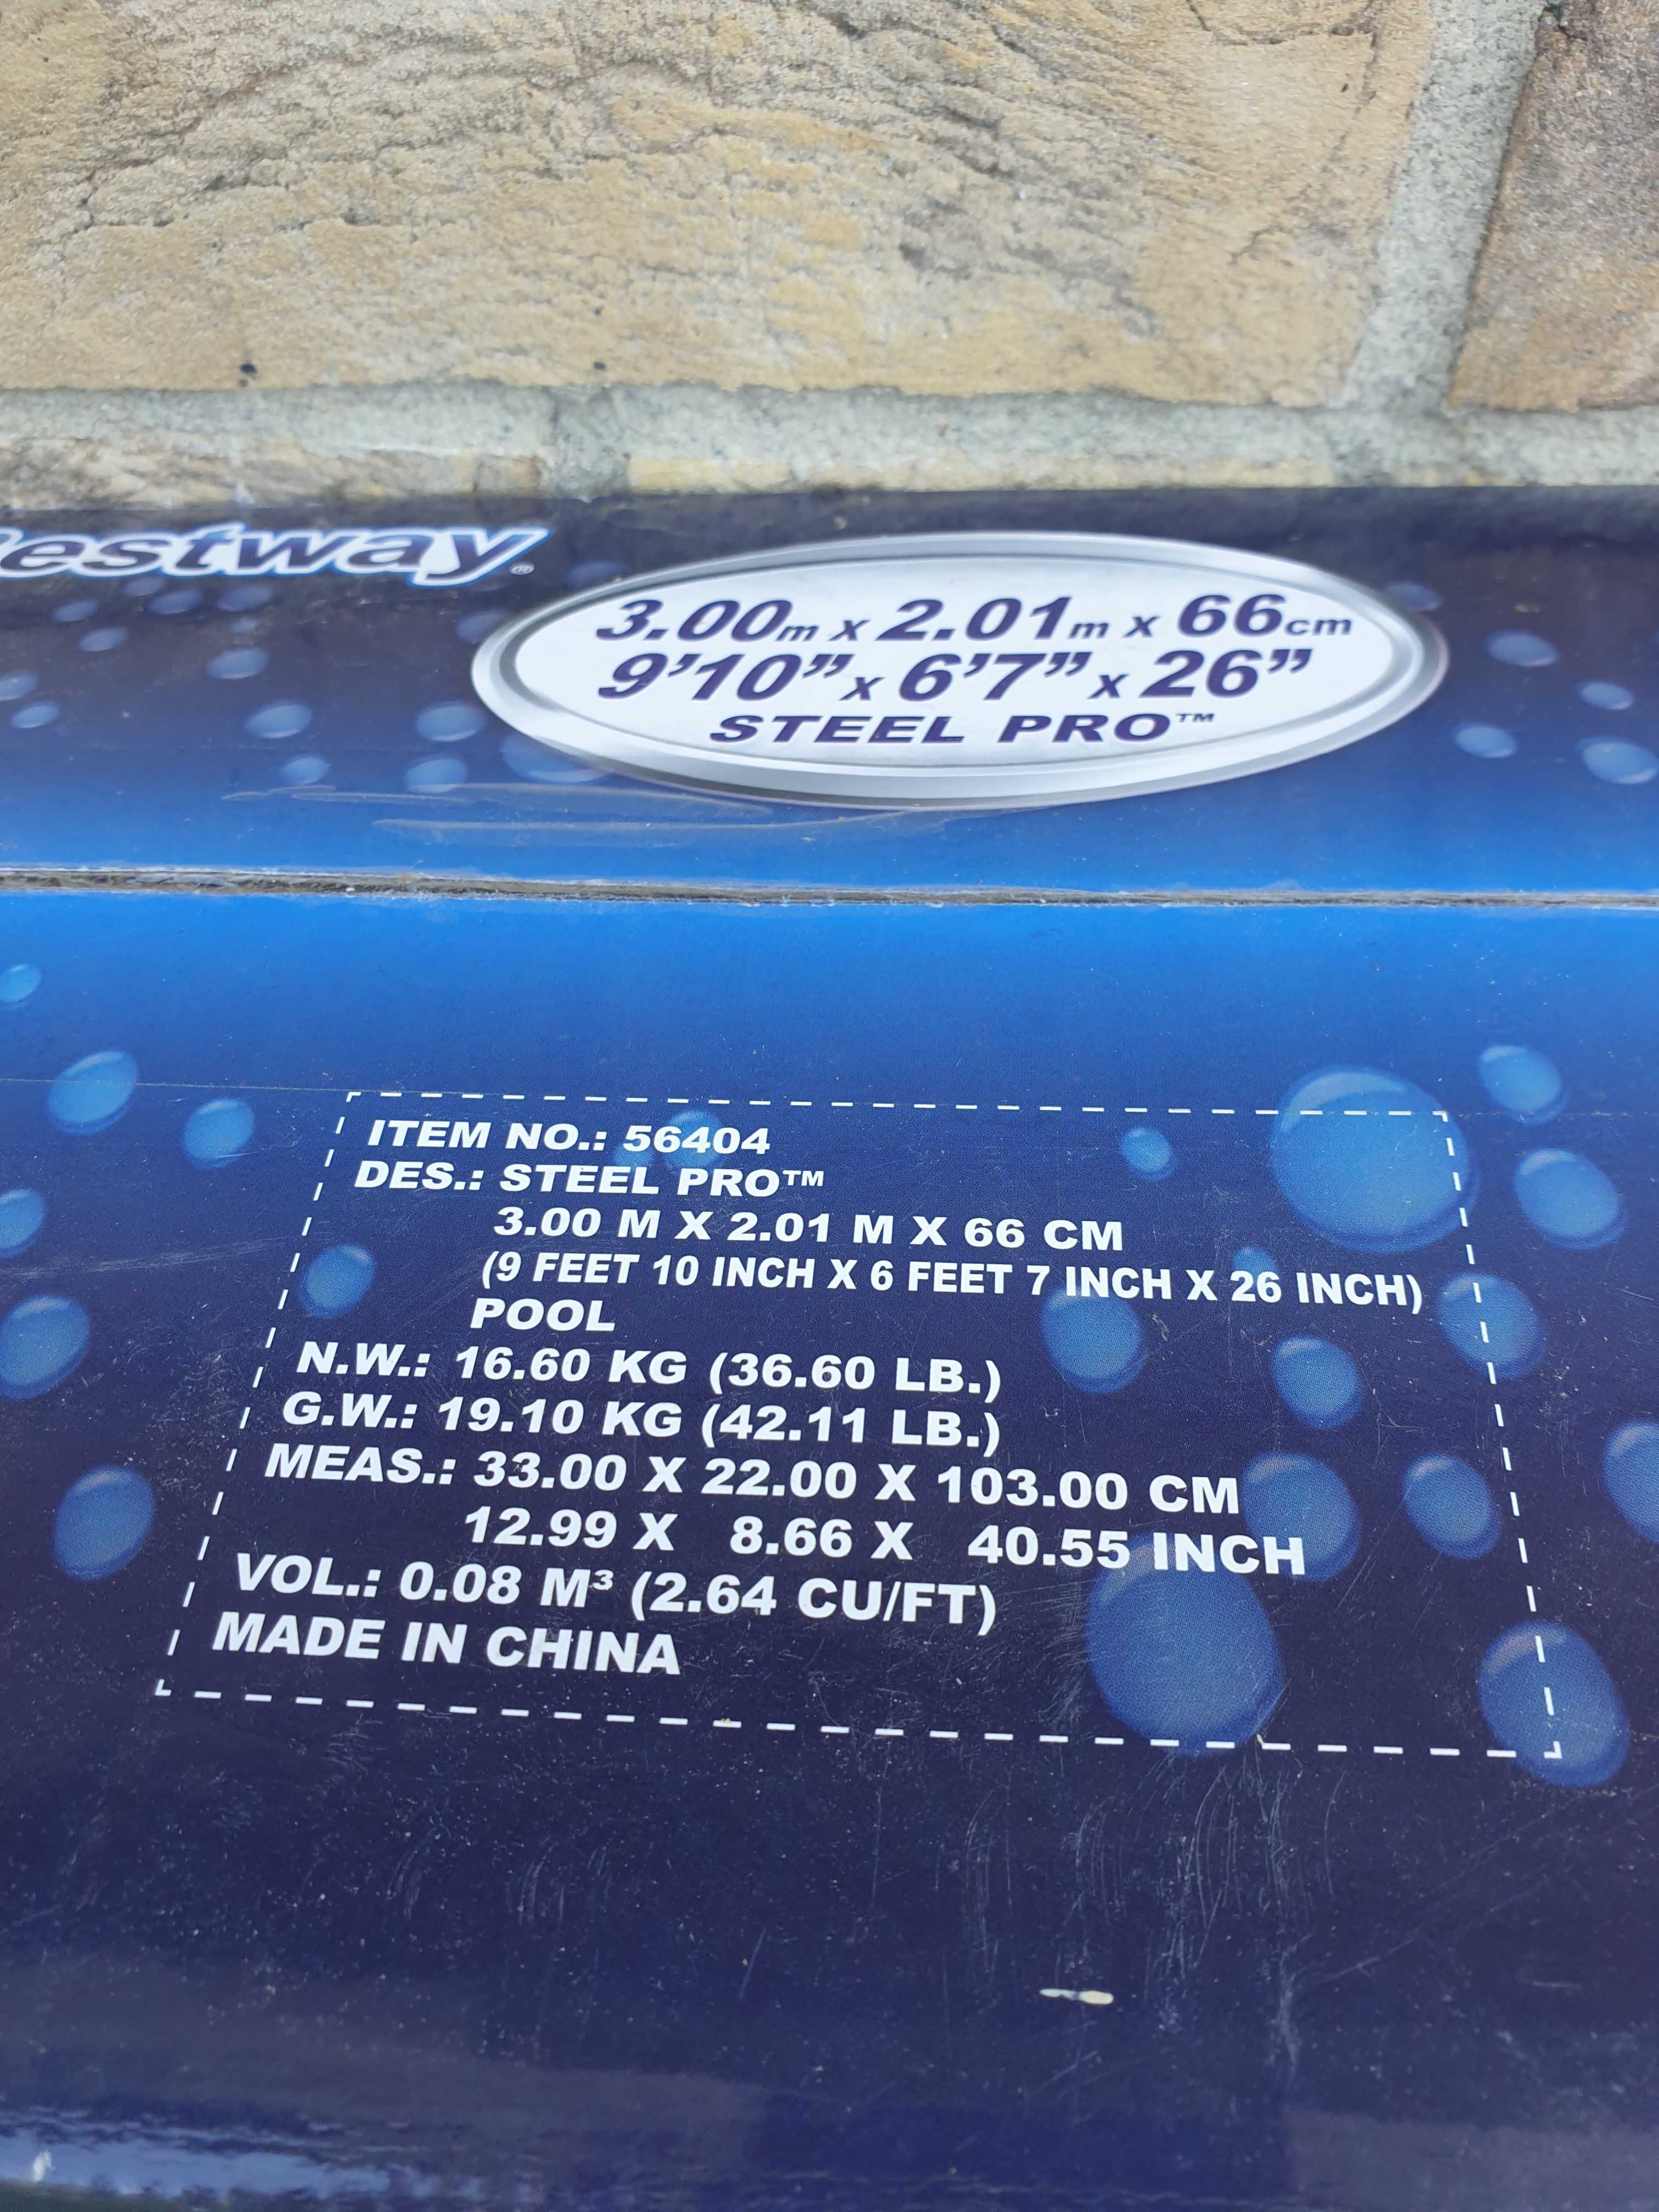 Bestway®
3.00m x 2.01m x 66cm
9'10” x 6'7” x 26”
STEEL PRO™
ITEM NO.: 56404
DES.: STEEL PRO™
3.00 M X 2.01 M X 66 CM
(9 FEET 10 INCH X 6 FEET 7 INCH X 26 INCH)
POOL
N.W.: 16.60 KG (36.60 LB.)
G.W.: 19.10 KG (42.11 LB.)
MEAS.: 33.00 X 22.00 X 103.00 CM
12.99 X 8.66 X 40.55 INCH
VOL.: 0.08 M³ (2.64 CU/FT)
MADE IN CHINA